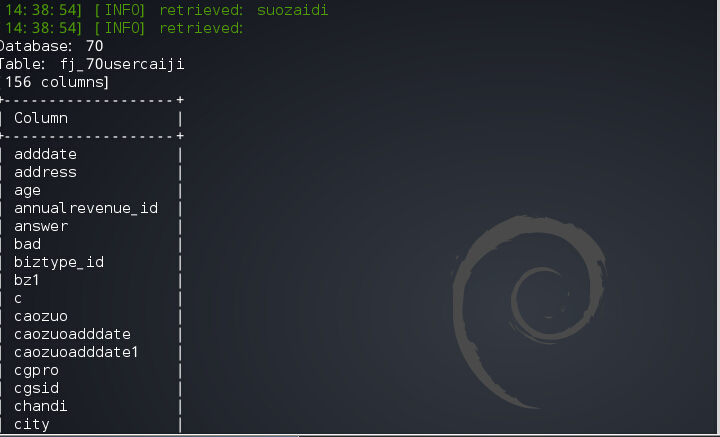 [14:38:54] [INFO] retrieved: suozaidi
[14:38:54] [INFO] retrieved:
Database: 70
Table: fj_70usercaiji
[156 columns]
+-------------------+
| Column            |
+-------------------+
| adddate           |
| address           |
| age               |
| annualrevenue_id  |
| answer            |
| bad               |
| biztype_id        |
| bz1               |
| c                 |
| caozuo            |
| caozuoadddate     |
| caozuoadddate1    |
| cgpro             |
| cgsid             |
| chandi            |
| city              |